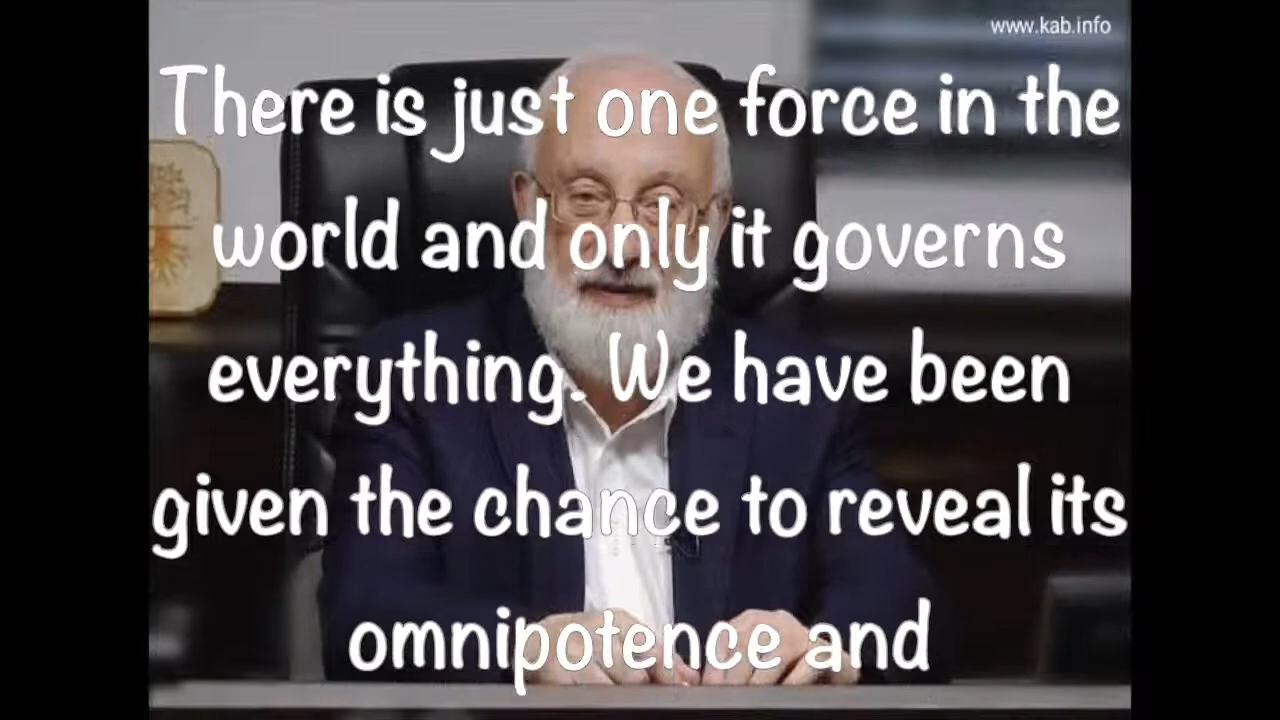 www.kab.info
There is just one force in the
world and only it governs
everything. We have been
given the chance to reveal its
omnipotence and